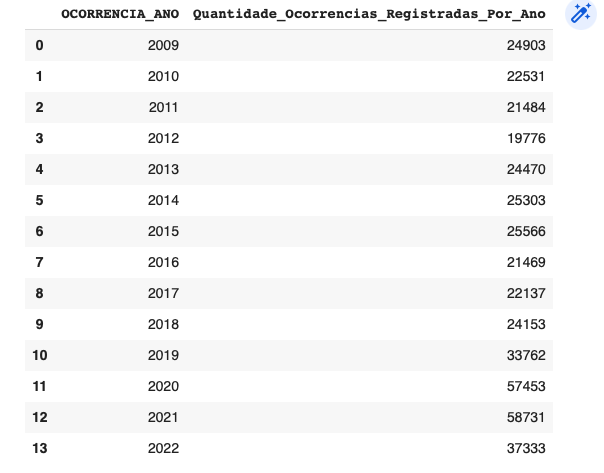 OCORRENCIA_ANO Quantidade_Ocorrencias_Registradas_Por_Ano
0 2009 24903
1 2010 22531
2 2011 21484
3 2012 19776
4 2013 24470
5 2014 25303
6 2015 25566
7 2016 21469
8 2017 22137
9 2018 24153
10 2019 33762
11 2020 57453
12 2021 58731
13 2022 37333